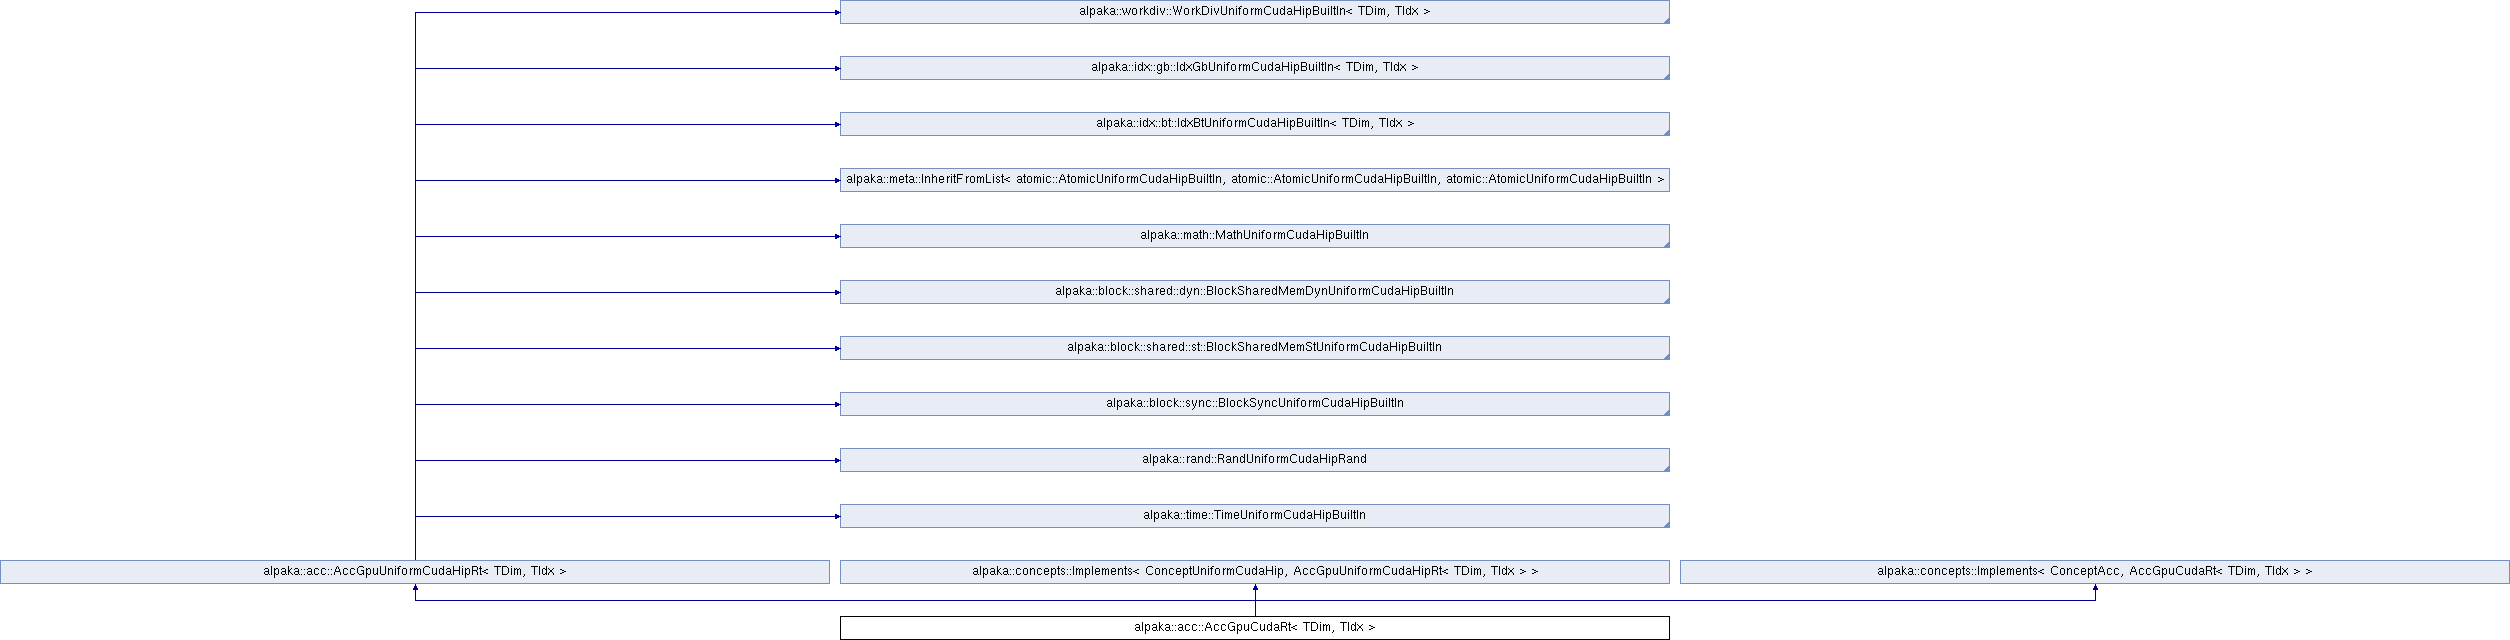 alpaka::workdiv::WorkDivUniformCudaHipBuiltIn< TDim, TIdx >
alpaka::idx::gb::IdxGbUniformCudaHipBuiltIn< TDim, TIdx >
alpaka::idx::bt::IdxBtUniformCudaHipBuiltIn< TDim, TIdx >
alpaka::meta::InheritFromList< atomic::AtomicUniformCudaHipBuiltIn, atomic::AtomicUniformCudaHipBuiltIn, atomic::AtomicUniformCudaHipBuiltIn >
alpaka::math::MathUniformCudaHipBuiltIn
alpaka::block::shared::dyn::BlockSharedMemDynUniformCudaHipBuiltIn
alpaka::block::shared::st::BlockSharedMemStUniformCudaHipBuiltIn
alpaka::block::sync::BlockSyncUniformCudaHipBuiltIn
alpaka::rand::RandUniformCudaHipRand
alpaka::time::TimeUniformCudaHipBuiltIn
alpaka::acc::AccGpuUniformCudaHipRt< TDim, TIdx >
alpaka::concepts::Implements< ConceptUniformCudaHip, AccGpuUniformCudaHipRt< TDim, TIdx > >
alpaka::concepts::Implements< ConceptAcc, AccGpuCudaRt< TDim, TIdx > >
alpaka::acc::AccGpuCudaRt< TDim, TIdx >